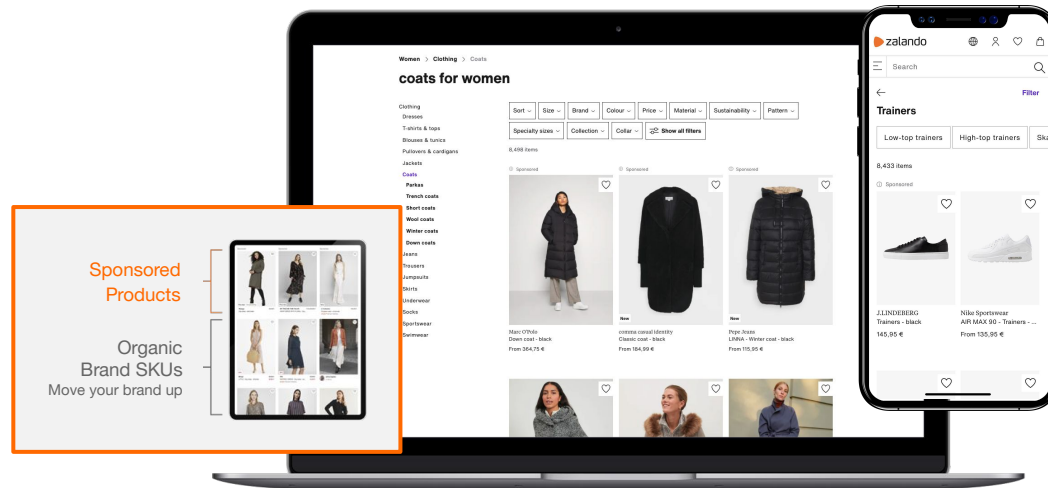 Women > Clothing > Coats
coats for women
Clothing
Dresses
T-shirts & tops
Blouses & tunics
Pullovers & cardigans
Jackets
Coats
Parkas
Trench coats
Short coats
Wool coats
Winter coats
Down coats
Jeans
Trousers
Jumpsuits
Skirts
Underwear
Socks
Sportswear
Swimwear
Sort Size Brand Colour Price Material Sustainability Pattern
Specialty sizes Collection Collar Show all filters
8,498 items
Sponsored Sponsored Sponsored
New New
Marc O'Polo
Down coat - black
From 364,75 €
comma casual identity
Classic coat - black
From 184,99 €
Pepe Jeans
LINNA - Winter coat - black
From 115,95 €
zalando
Search
Filter
Trainers
Low-top trainers High-top trainers Ska
8,433 items
Sponsored
J.LINDEBERG
Trainers - black
145,95 €
Nike Sportswear
AIR MAX 90 - Trainers - ...
From 135,95 €
Sponsored
Products
Organic
Brand SKUs
Move your brand up